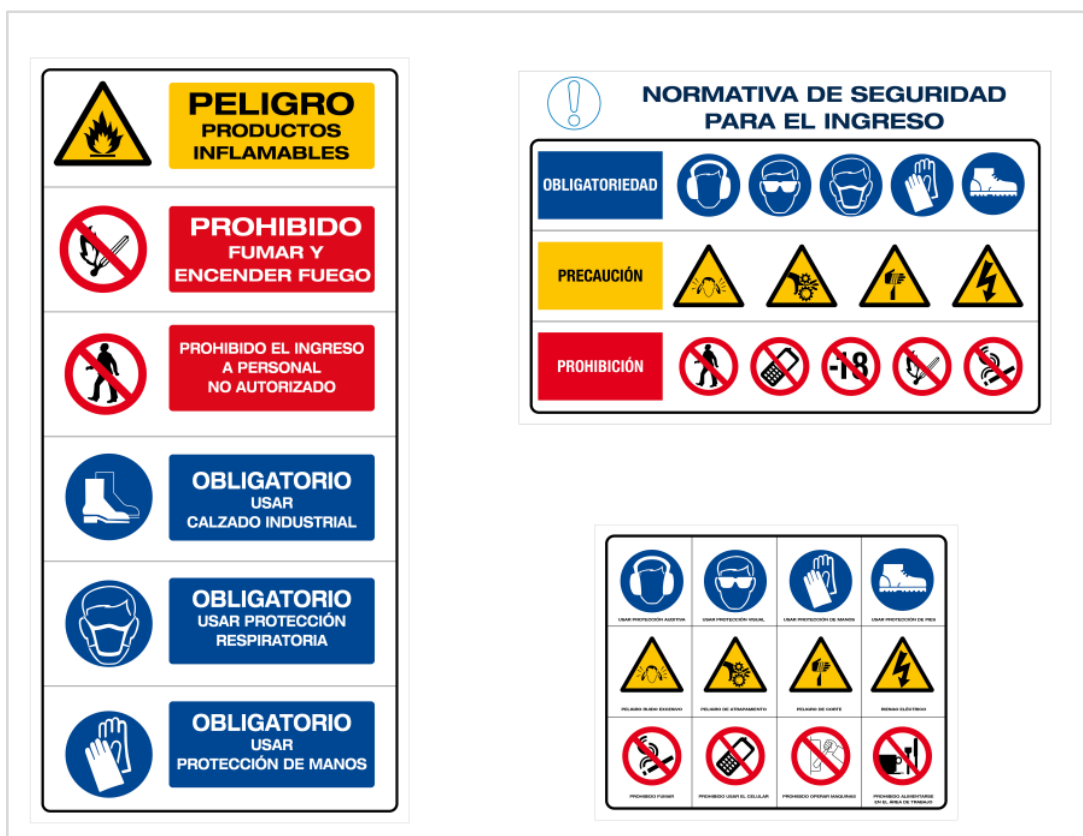 PELIGRO
PRODUCTOS
INFLAMABLES
PROHIBIDO
FUMAR Y
ENCENDER FUEGO
PROHIBIDO EL INGRESO
A PERSONAL
NO AUTORIZADO
OBLIGATORIO
USAR
CALZADO INDUSTRIAL
OBLIGATORIO
USAR PROTECCIÓN
RESPIRATORIA
OBLIGATORIO
USAR
PROTECCIÓN DE MANOS
NORMATIVA DE SEGURIDAD
PARA EL INGRESO
OBLIGATORIEDAD
PRECAUCIÓN
PROHIBICIÓN
-18
USAR PROTECCIÓN AUDITIVA
USAR PROTECCIÓN VISUAL
USAR PROTECCIÓN DE MANOS
USAR PROTECCIÓN DE PIES
PELIGRO RUIDO EXCESIVO
PELIGRO DE ATRAPAMIENTO
PELIGRO DE CORTE
RIESGO ELÉCTRICO
PROHIBIDO FUMAR
PROHIBIDO USAR EL CELULAR
PROHIBIDO OPERAR MAQUINAS
PROHIBIDO ALIMENTARSE
EN EL ÁREA DE TRABAJO